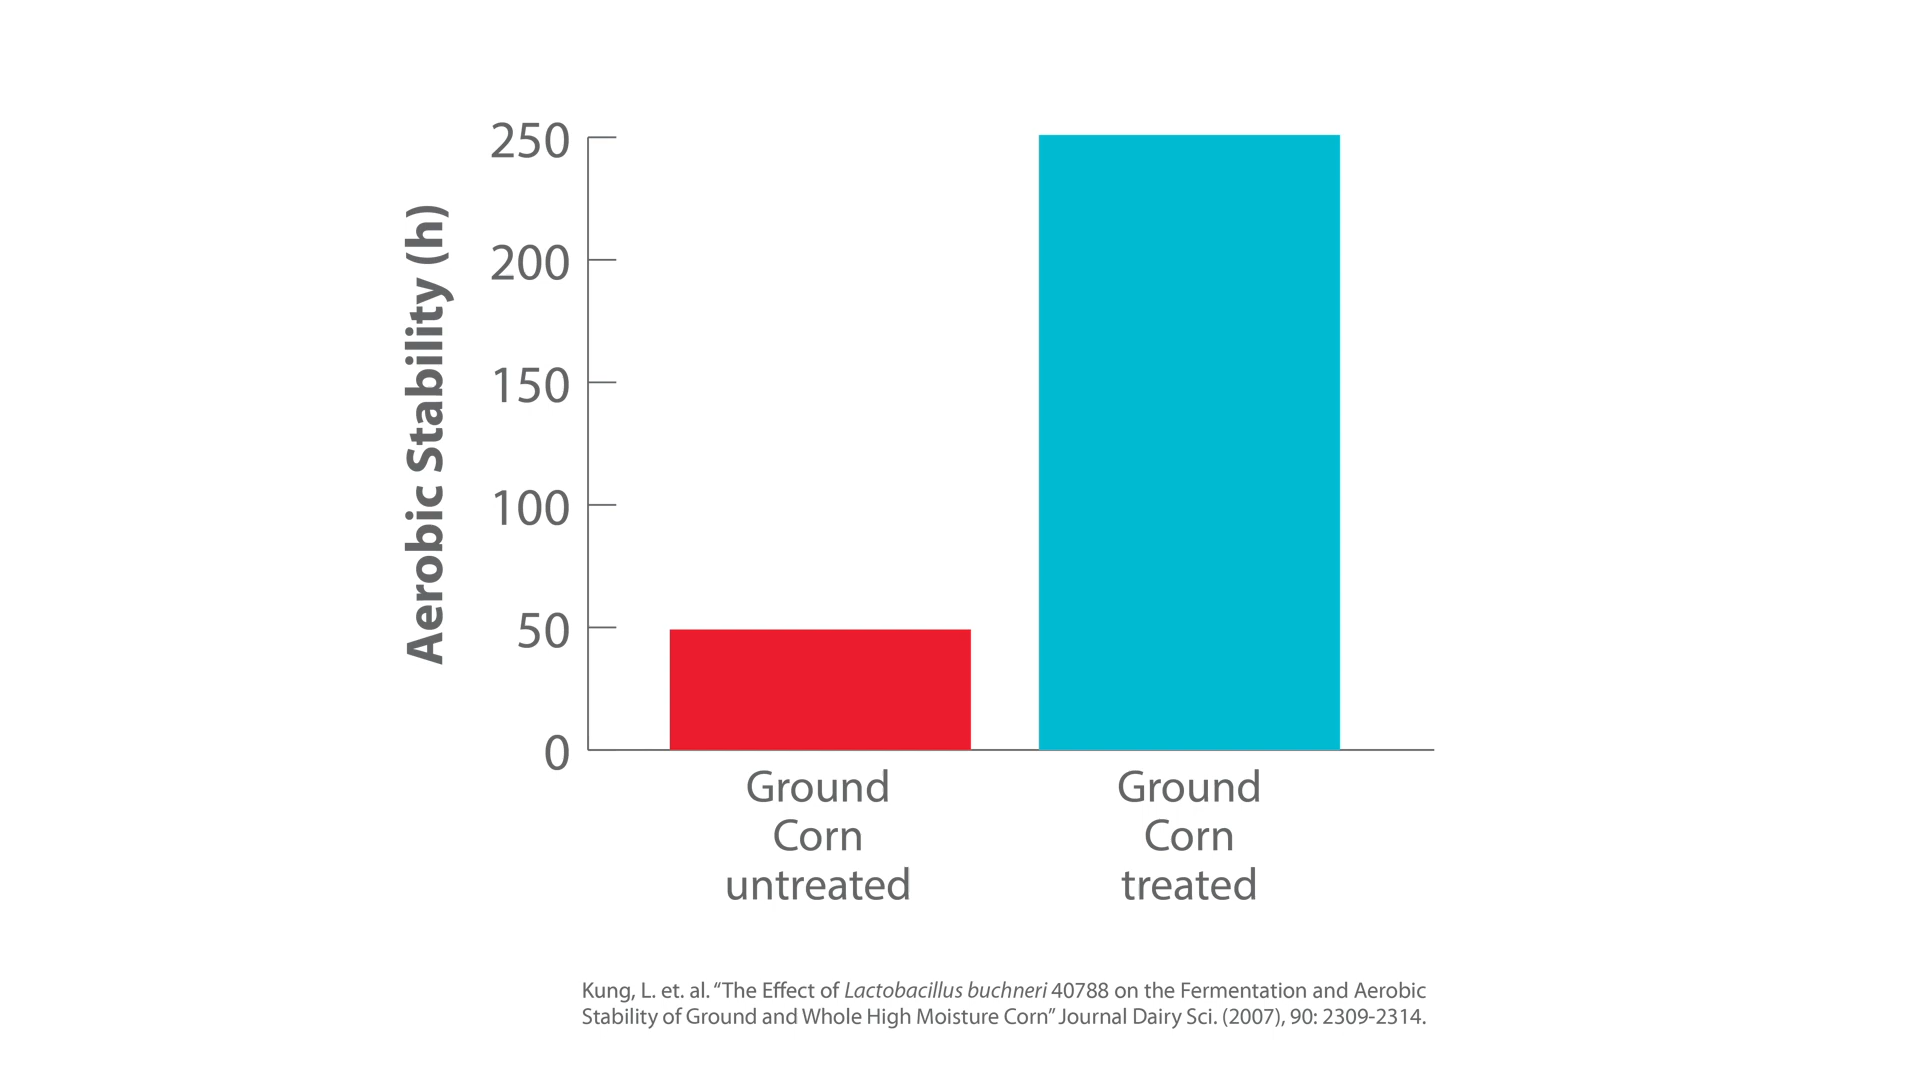 Aerobic Stability (h)
250
200
150
100
50
0
Ground
Corn
untreated
Ground
Corn
treated
Kung, L. et. al. “The Effect of Lactobacillus buchneri 40788 on the Fermentation and Aerobic
Stability of Ground and Whole High Moisture Corn” Journal Dairy Sci. (2007), 90: 2309-2314.